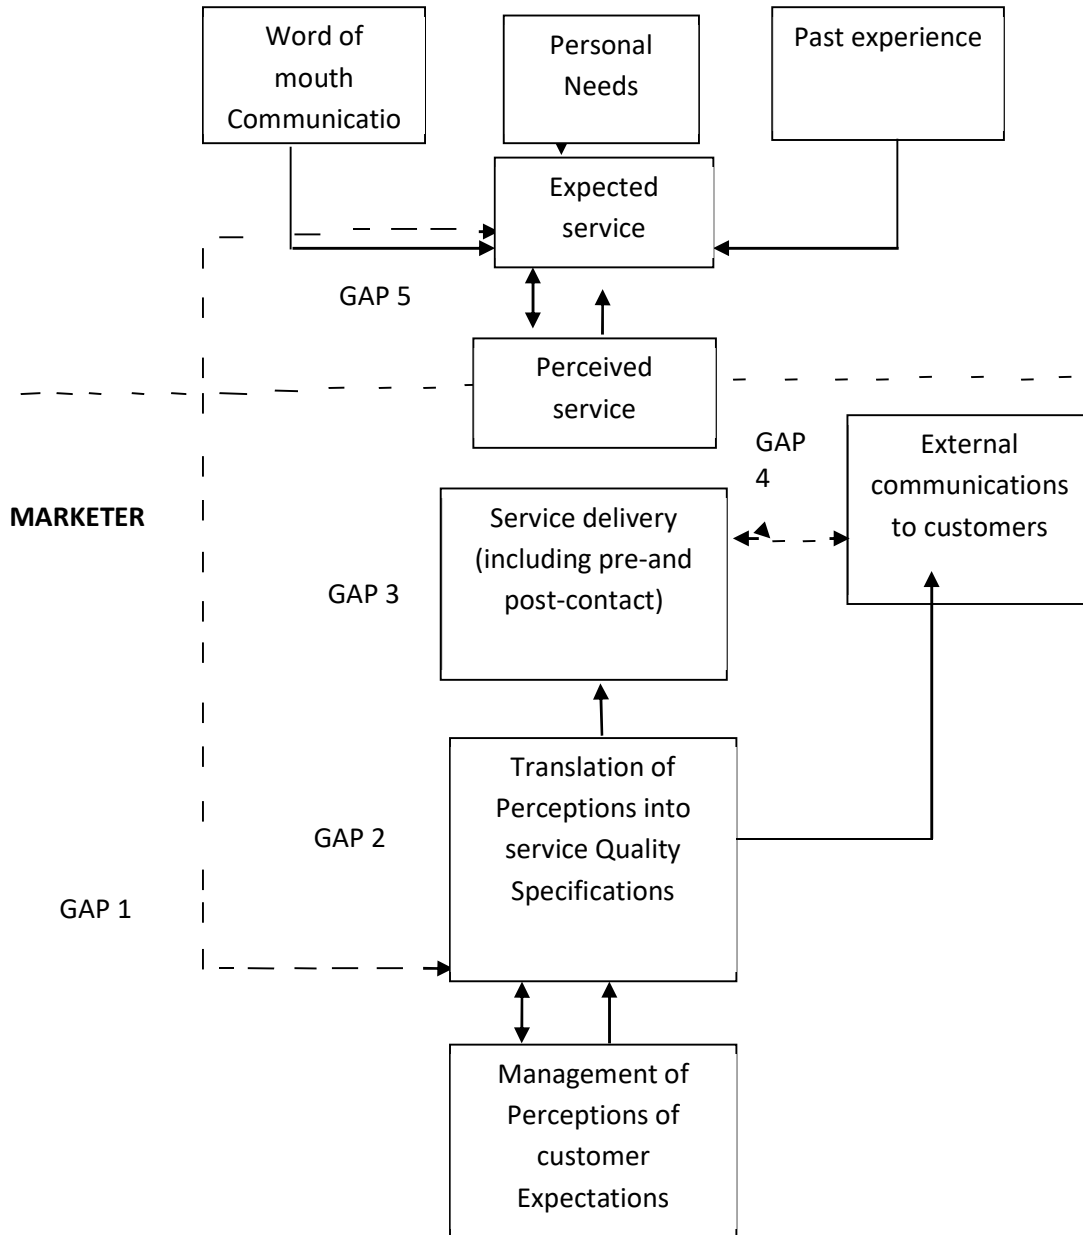 Word of
mouth
Communicatio
Personal
Needs
Past experience
Expected
service
GAP 5
Perceived
service
GAP
4
External
communications
to customers
MARKETER
Service delivery
(including pre-and
post-contact)
GAP 3
Translation of
Perceptions into
service Quality
Specifications
GAP 2
GAP 1
Management of
Perceptions of
customer
Expectations